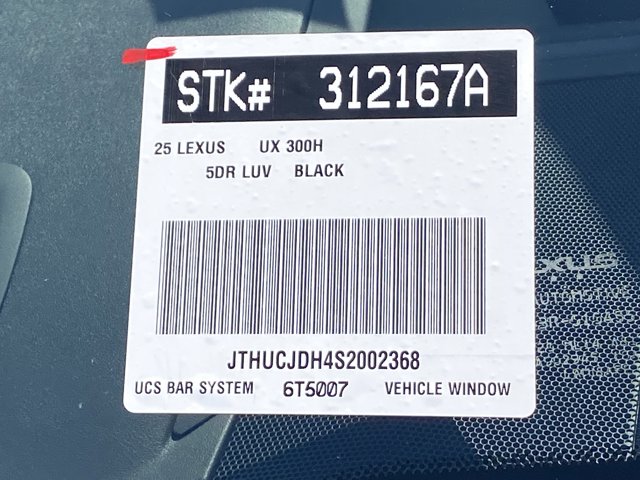 STK# 312167A
25 LEXUS UX 300H
5DR LUV BLACK
JTHUCJDH4S2002368
UCS BAR SYSTEM 6T5007 VEHICLE WINDOW